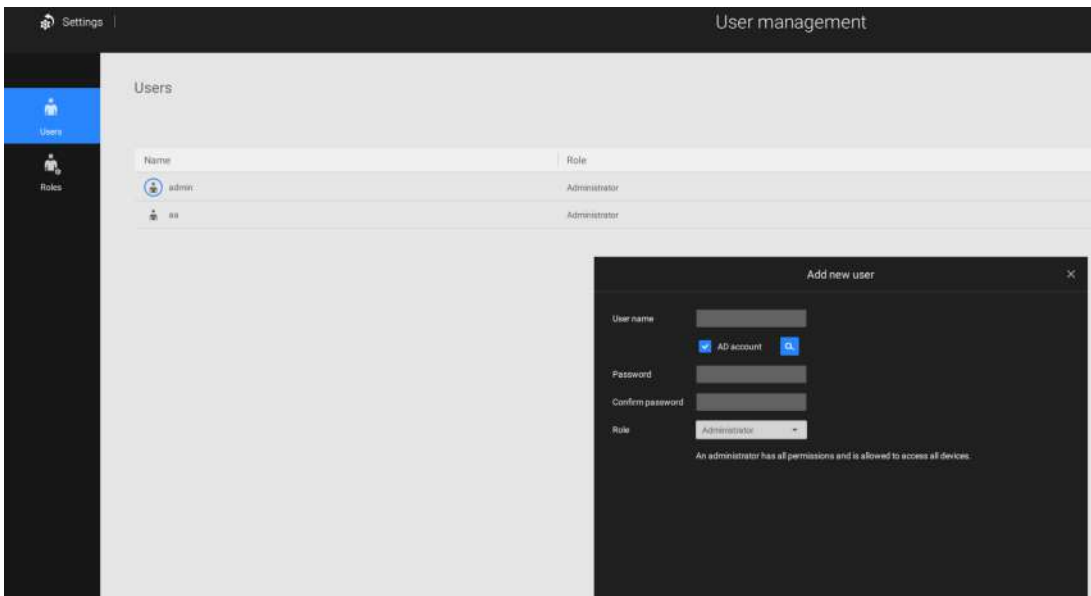 Settings
User management
Users
Users
Roles
Name Role
admin Administrator
aa Administrator
Add new user
User name
AD account
Password
Confirm password
Role Administrator
An administrator has all permissions and is allowed to access all devices.